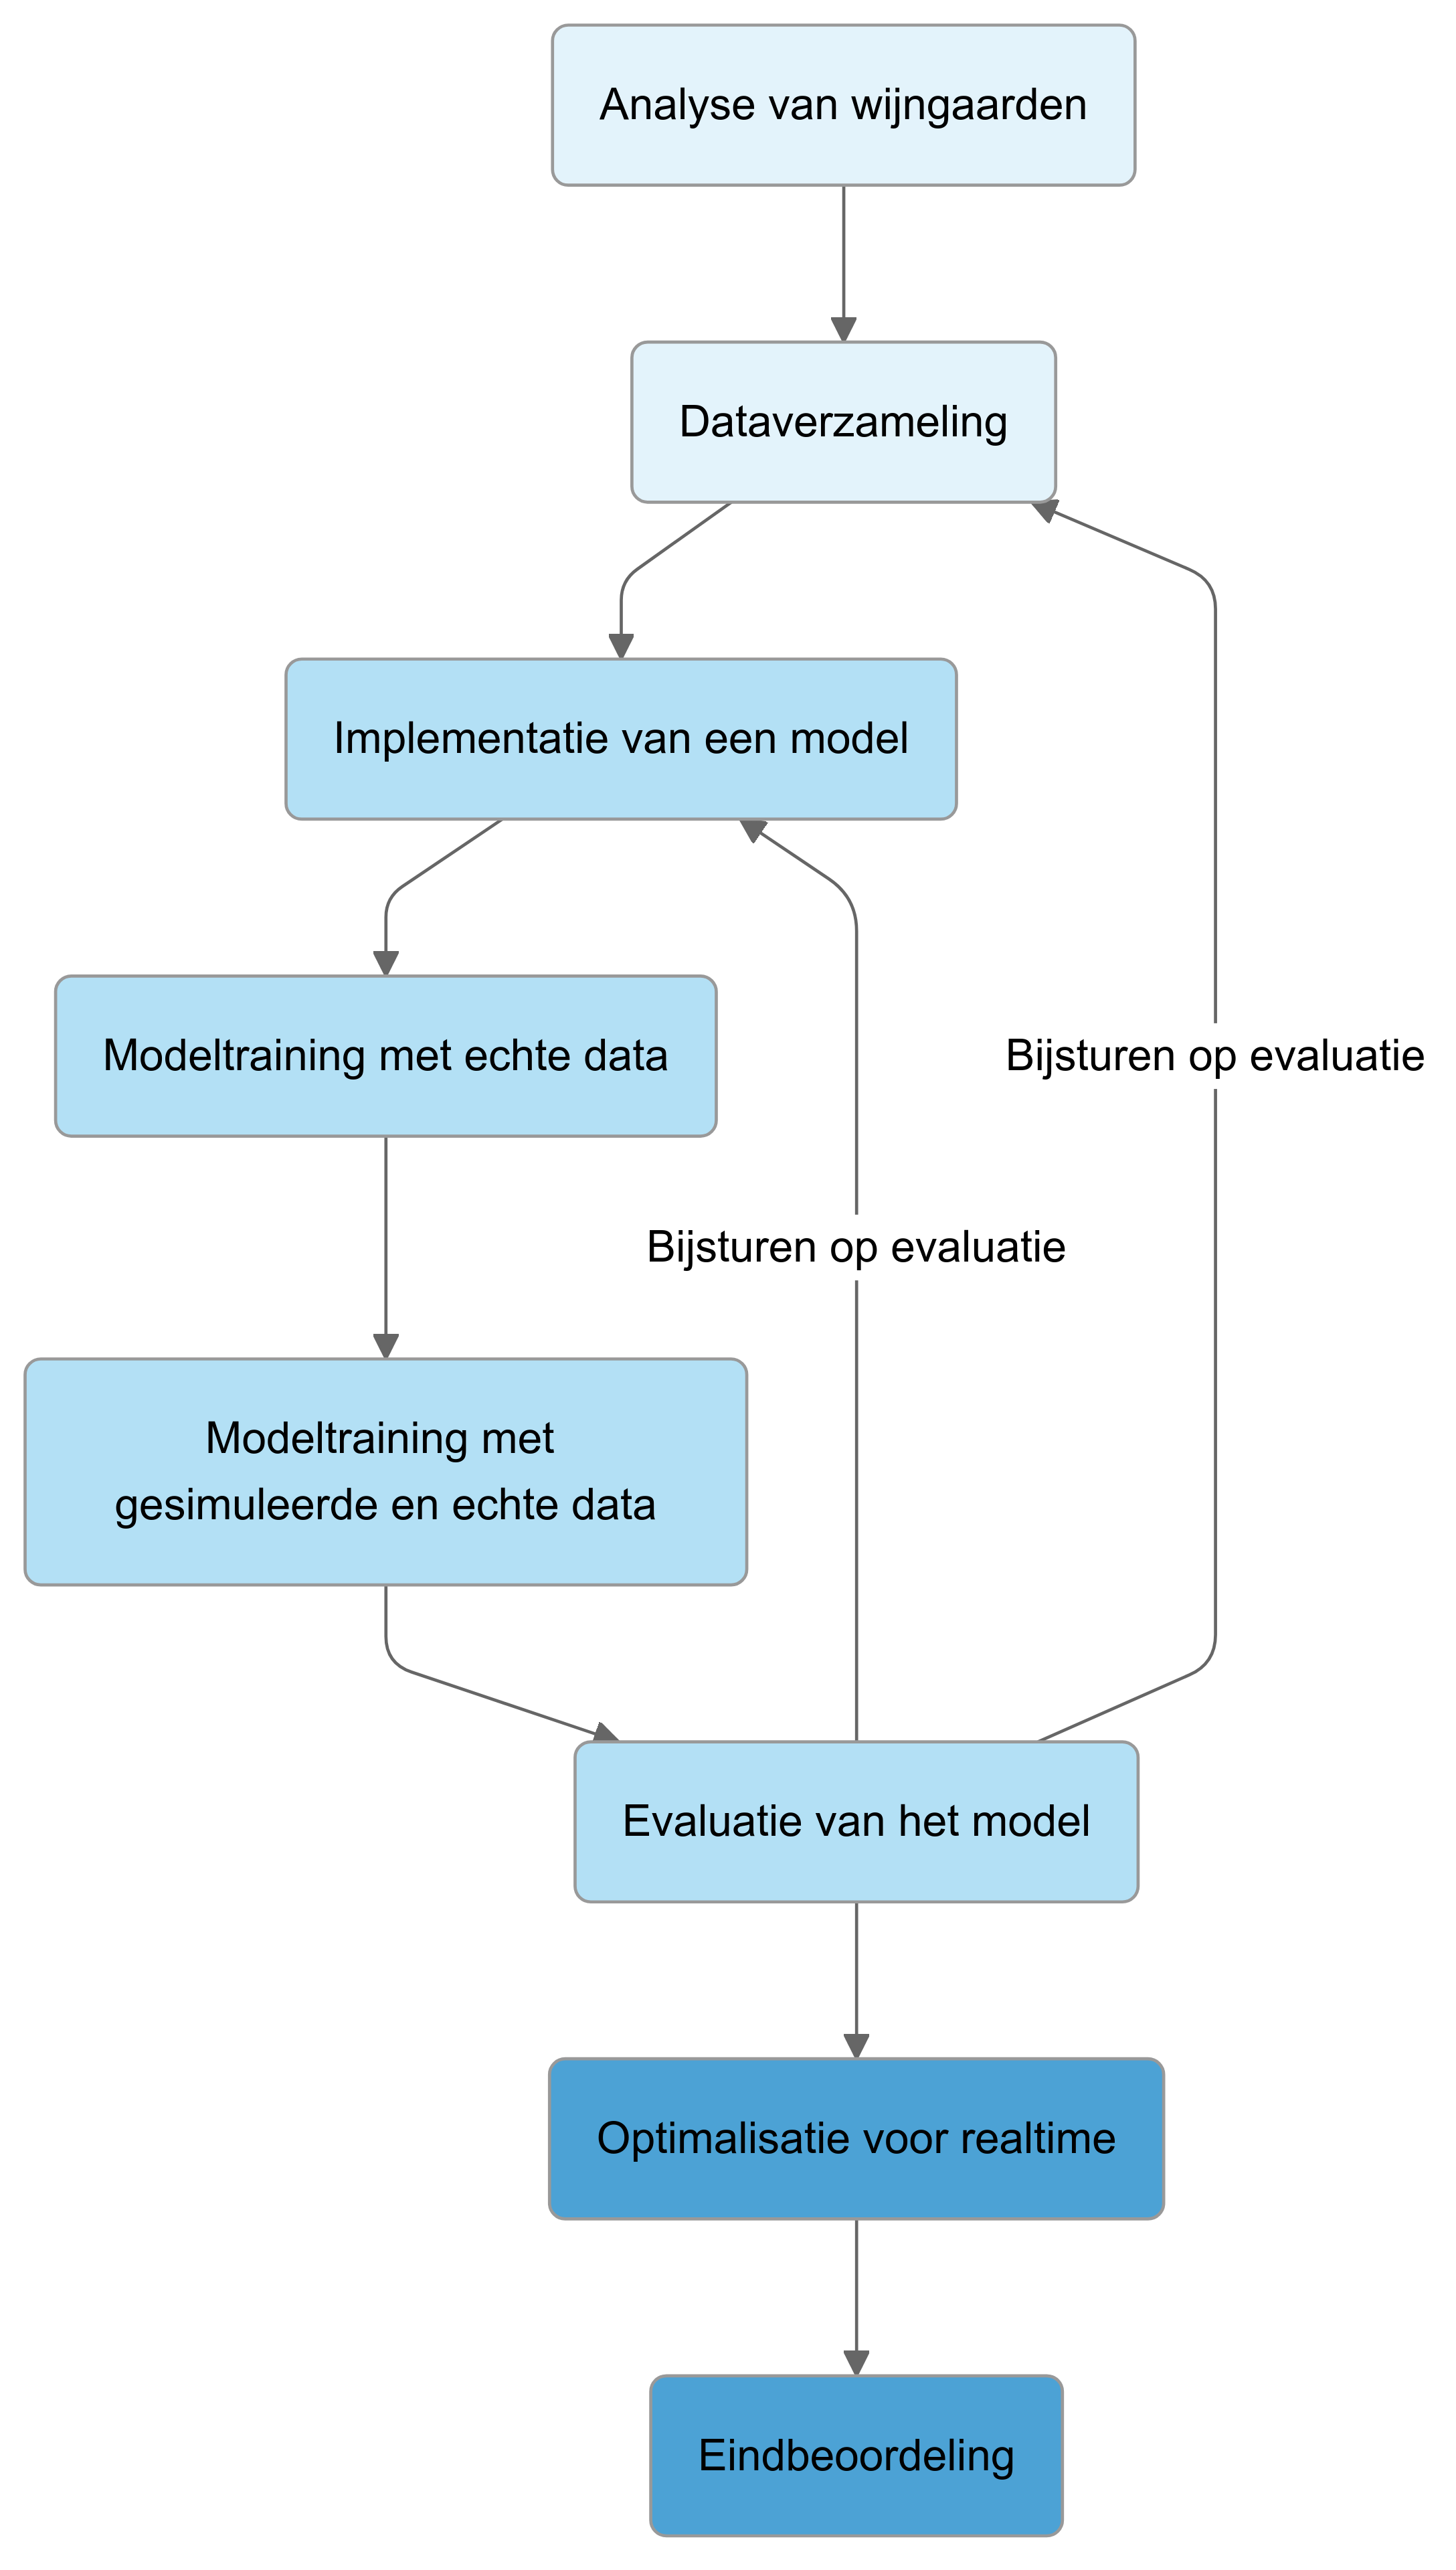 Analyse van wijngaarden
Dataverzameling
Implementatie van een model
Modeltraining met echte data
Bijsturen op evaluatie
Bijsturen op evaluatie
Modeltraining met
gesimuleerde en echte data
Evaluatie van het model
Optimalisatie voor realtime
Eindbeoordeling